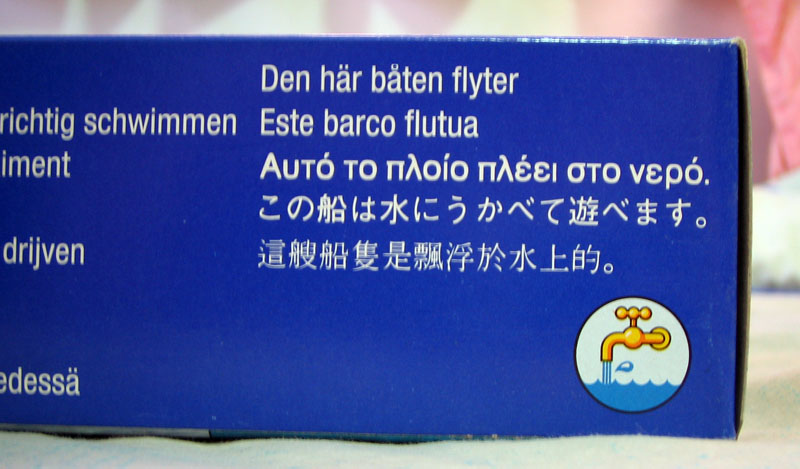 richtig schwimmen
iment
drijven
edessä
Den här båten flyter
Este barco flutua
Αυτό το πλοίο πλέει στο νερό.
この船は水にうかべて遊べます。
這艘船隻是飄浮於水上的。